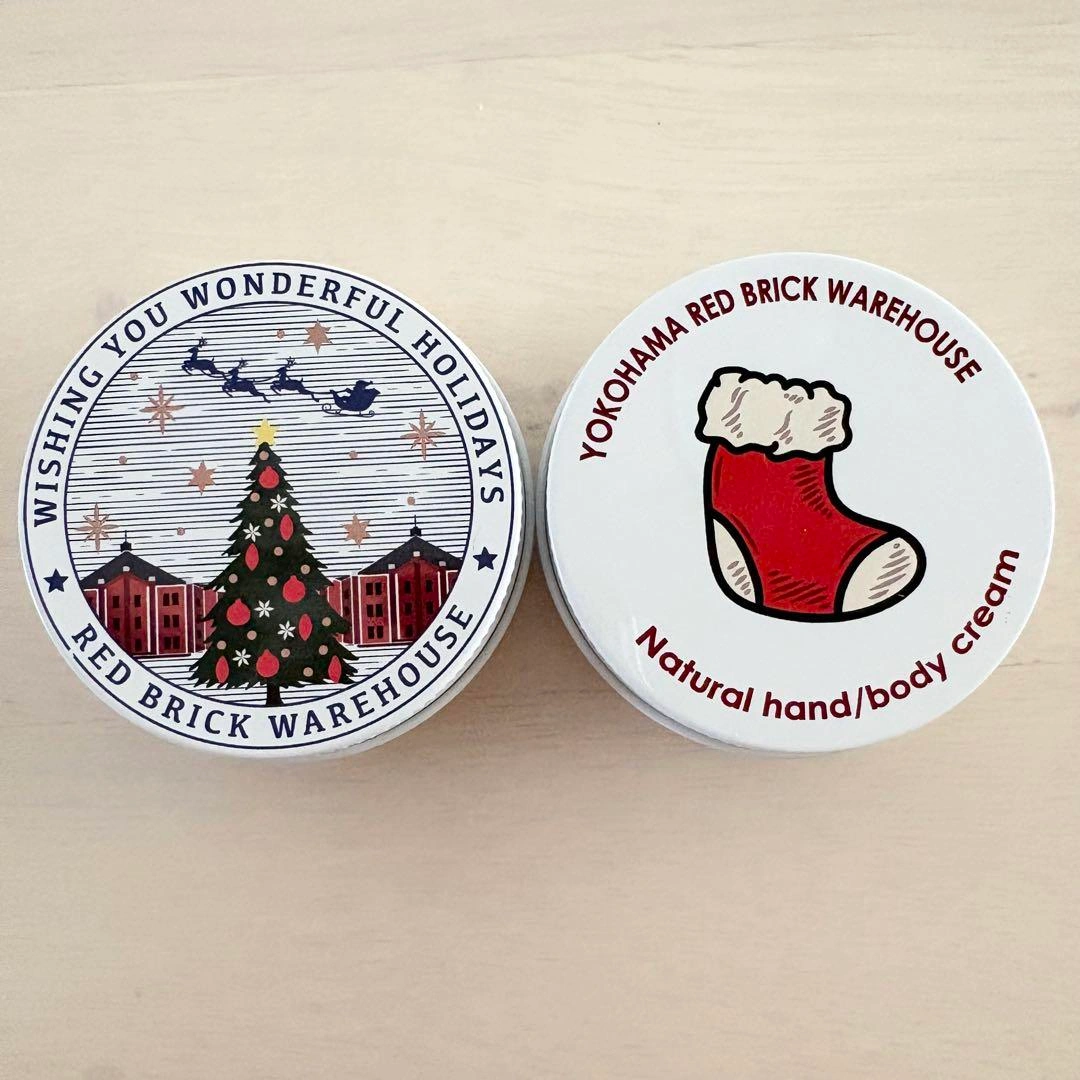 WISHING YOU WONDERFUL HOLIDAYS
RED BRICK WAREHOUSE
YOKOHAMA RED BRICK WAREHOUSE
Natural hand/body cream